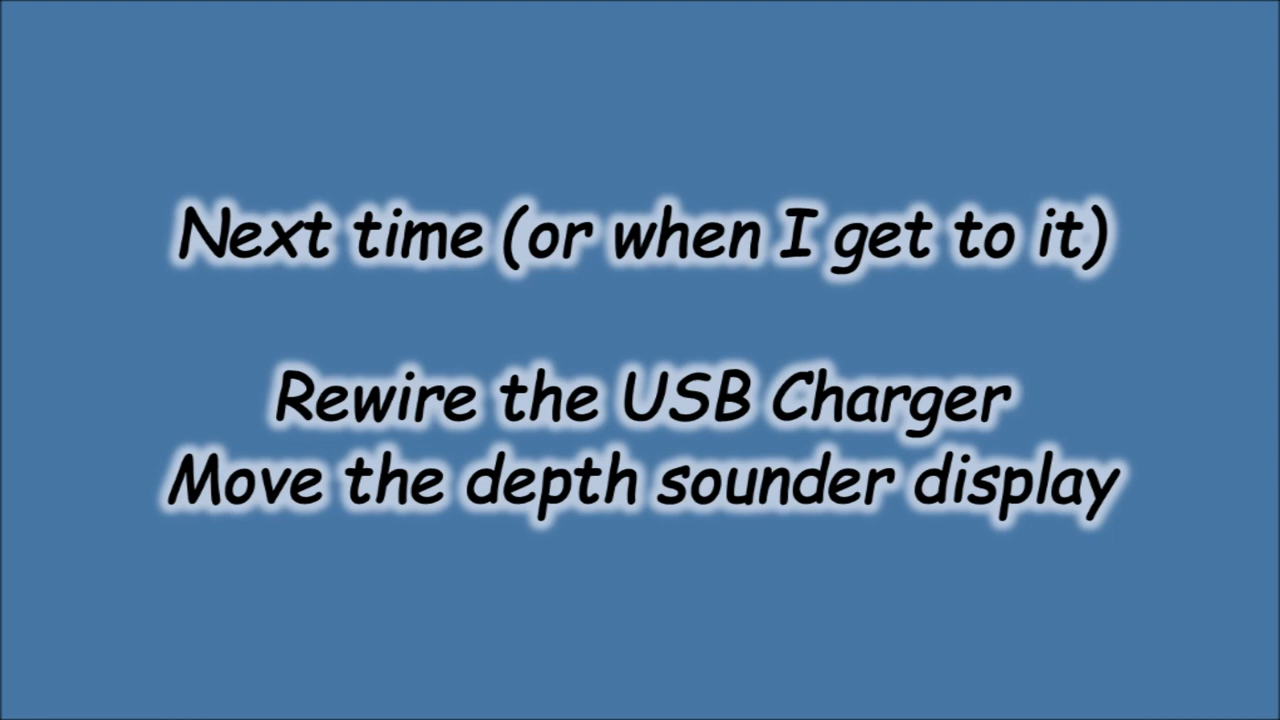 Next time (or when I get to it)
Rewire the USB Charger
Move the depth sounder display